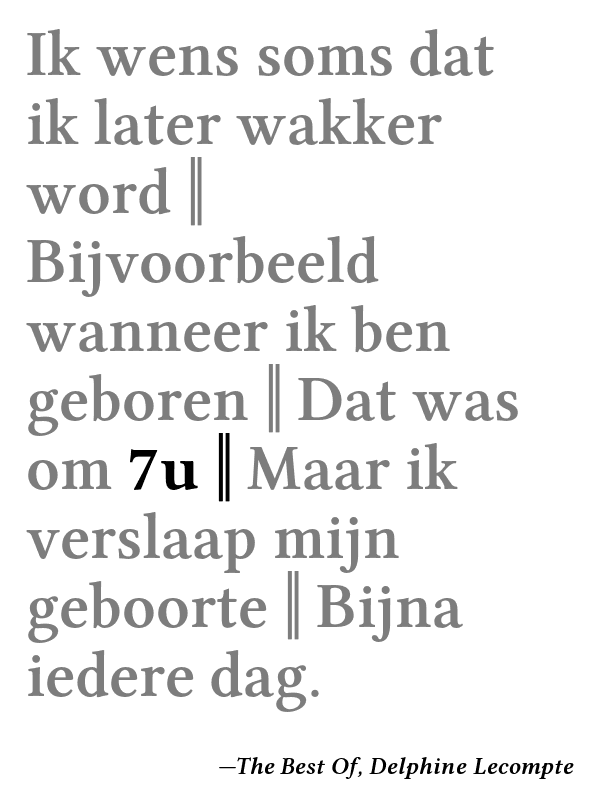 Ik wens soms dat
ik later wakker
word ‖
Bijvoorbeeld
wanneer ik ben
geboren ‖ Dat was
om 7u ‖ Maar ik
verslaap mijn
geboorte ‖ Bijna
iedere dag.
—The Best Of, Delphine Lecompte